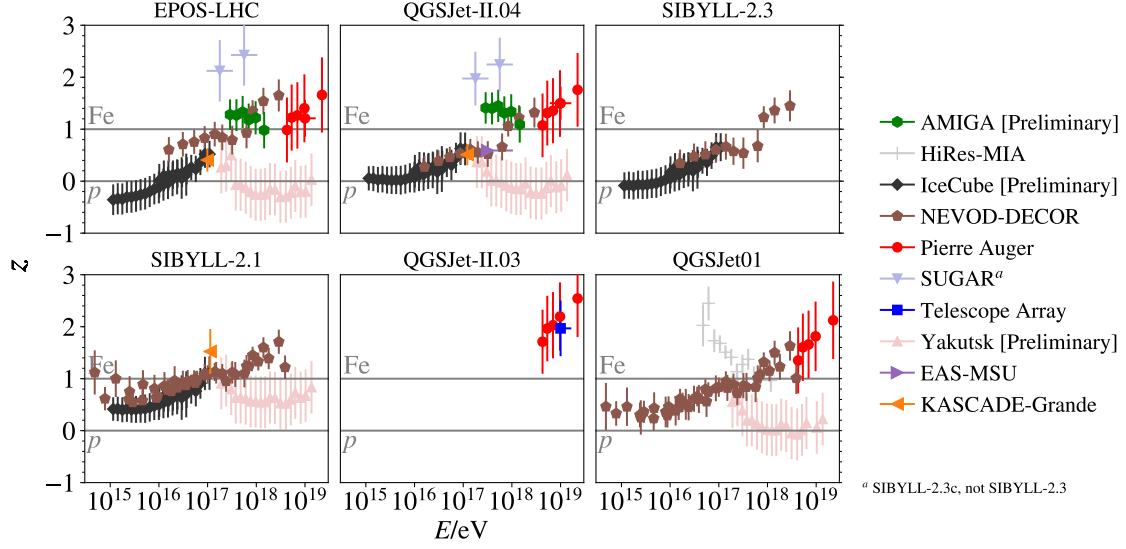 EPOS-LHC QGSJet-II.04 SIBYLL-2.3
3
2
1
0
−1
Fe
p
Fe
p
Fe
p
SIBYLL-2.1 QGSJet-II.03 QGSJet01
3
2
1
0
−1
Fe
p
Fe
p
Fe
p
z
10^15 10^16 10^17 10^18 10^19 10^15 10^16 10^17 10^18 10^19 10^15 10^16 10^17 10^18 10^19
E/eV
AMIGA [Preliminary]
HiRes-MIA
IceCube [Preliminary]
NEVOD-DECOR
Pierre Auger
SUGAR^a
Telescope Array
Yakutsk [Preliminary]
EAS-MSU
KASCADE-Grande
^a SIBYLL-2.3c, not SIBYLL-2.3